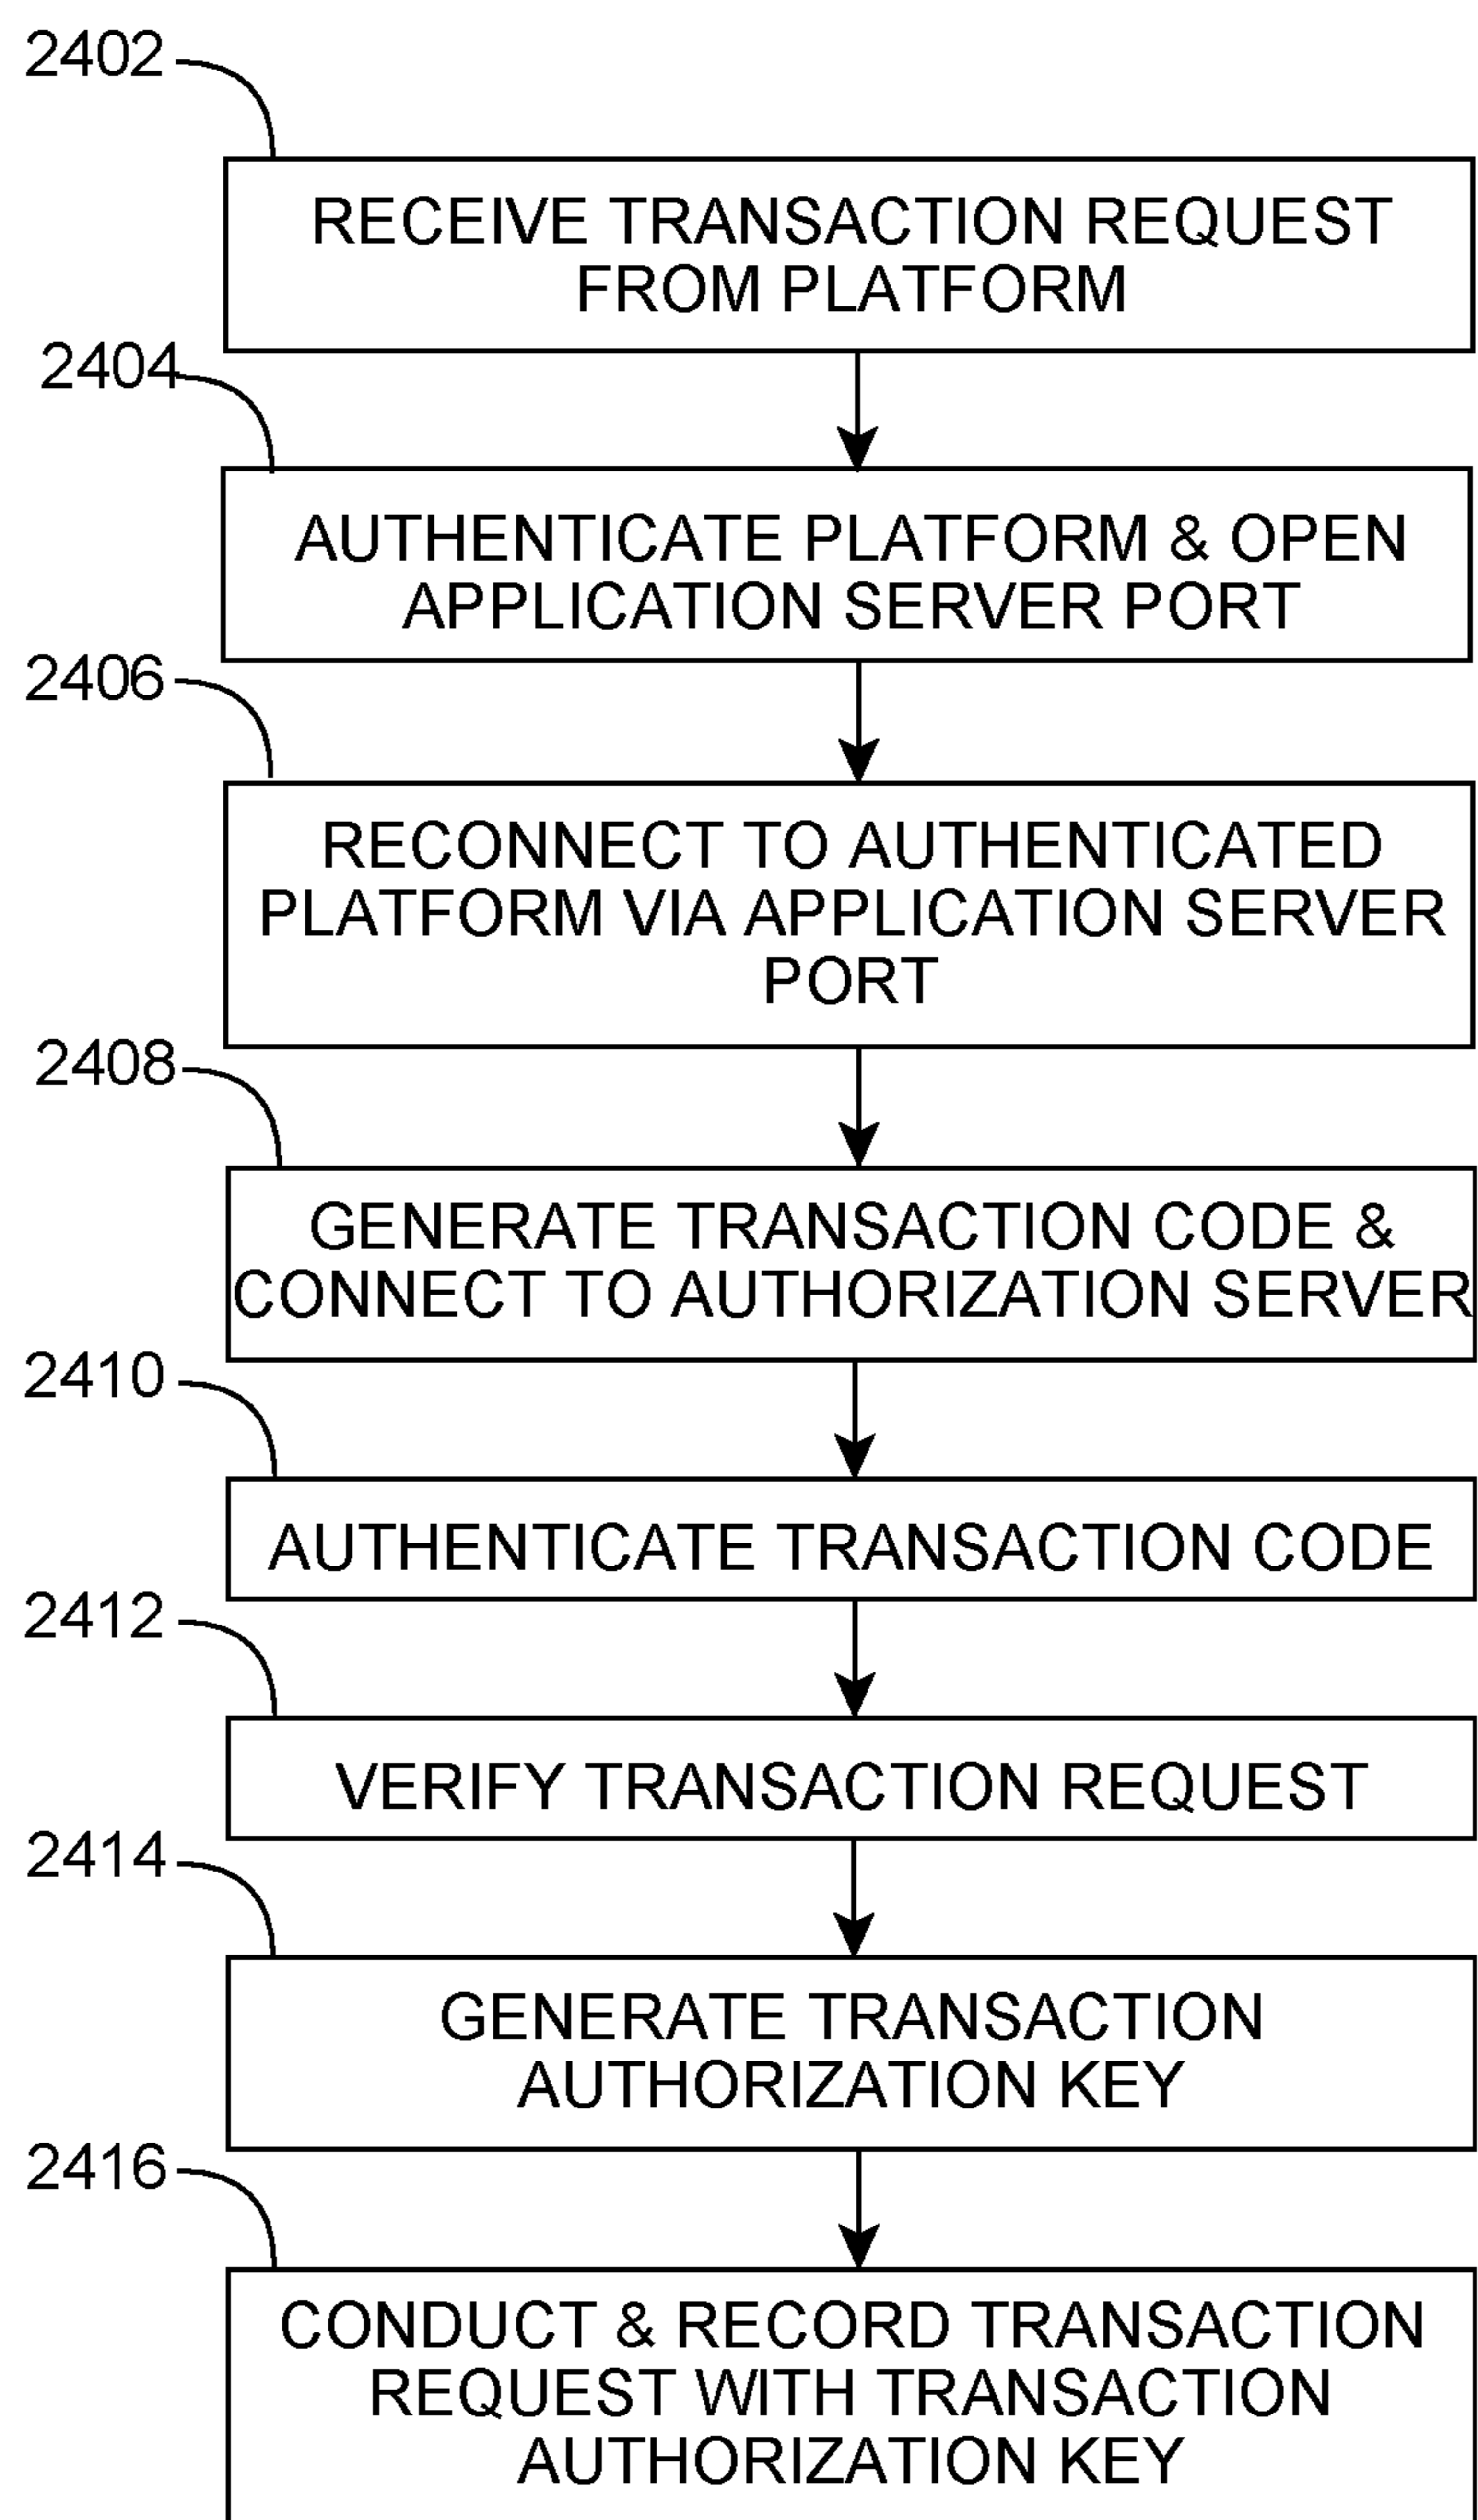 2402
RECEIVE TRANSACTION REQUEST
FROM PLATFORM
2404
AUTHENTICATE PLATFORM & OPEN
APPLICATION SERVER PORT
2406
RECONNECT TO AUTHENTICATED
PLATFORM VIA APPLICATION SERVER
PORT
2408
GENERATE TRANSACTION CODE &
CONNECT TO AUTHORIZATION SERVER
2410
AUTHENTICATE TRANSACTION CODE
2412
VERIFY TRANSACTION REQUEST
2414
GENERATE TRANSACTION
AUTHORIZATION KEY
2416
CONDUCT & RECORD TRANSACTION
REQUEST WITH TRANSACTION
AUTHORIZATION KEY